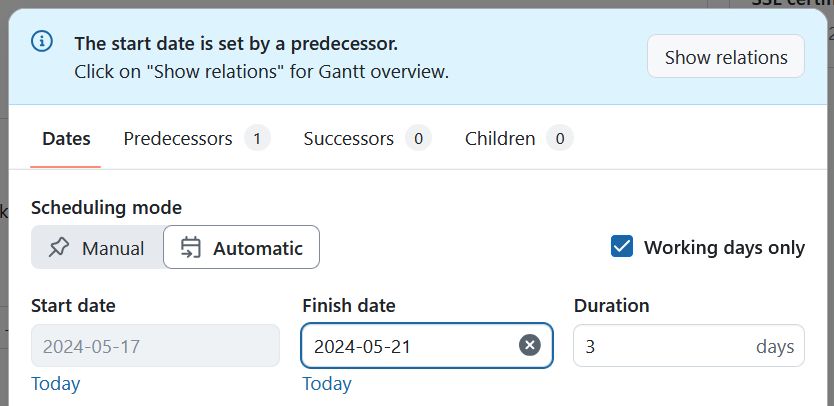 The start date is set by a predecessor.
Click on "Show relations" for Gantt overview.
Show relations
Dates
Predecessors 1
Successors 0
Children 0
Scheduling mode
Manual
Automatic
Working days only
Start date
Finish date
Duration
2024-05-17
2024-05-21
3 days
Today
Today